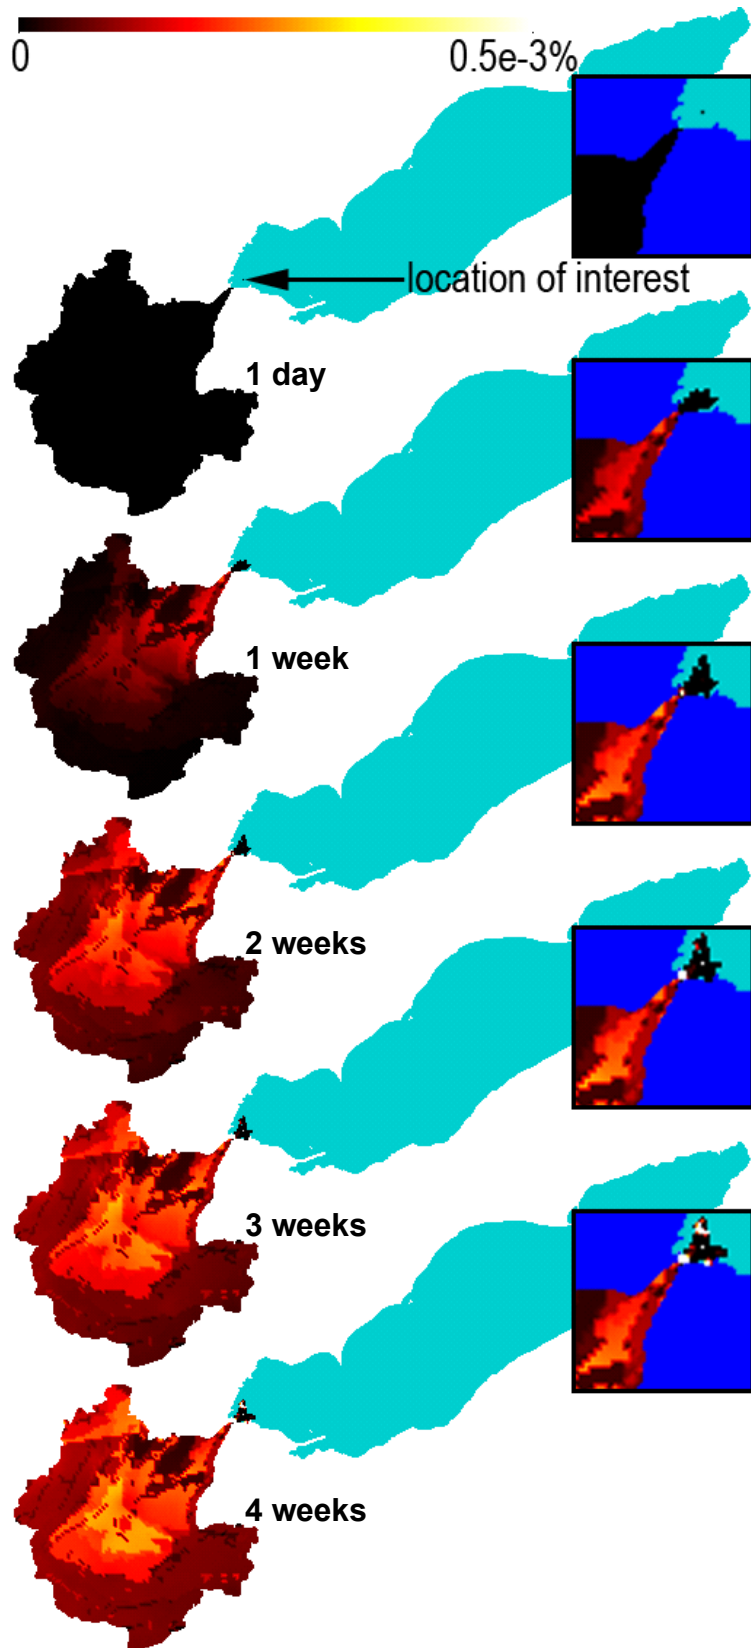 0 0.5e-3%
location of interest
1 day
1 week
2 weeks
3 weeks
4 weeks